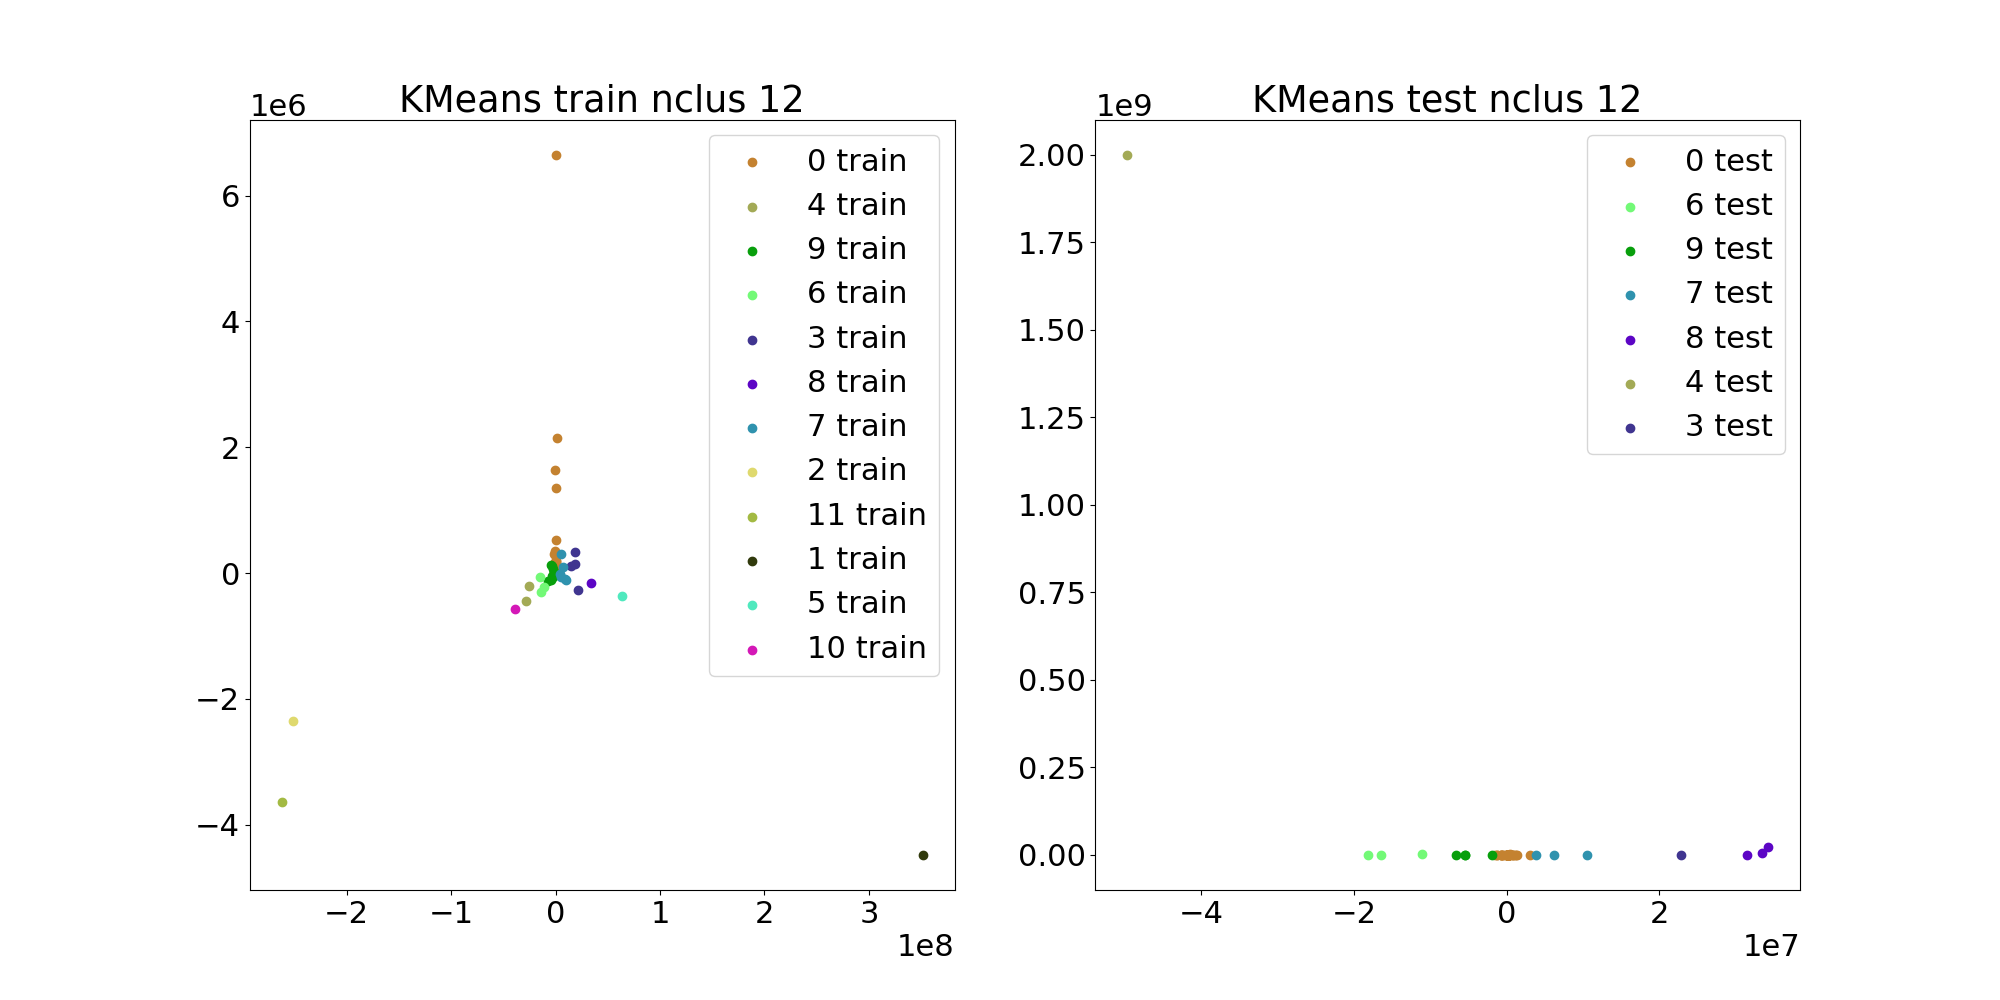 KMeans train nclus 12
1e6
6
4
2
0
−2
−4
−2
−1
0
1
2
3
1e8
0 train
4 train
9 train
6 train
3 train
8 train
7 train
2 train
11 train
1 train
5 train
10 train
KMeans test nclus 12
1e9
2.00
1.75
1.50
1.25
1.00
0.75
0.50
0.25
0.00
−4
−2
0
2
1e7
0 test
6 test
9 test
7 test
8 test
4 test
3 test